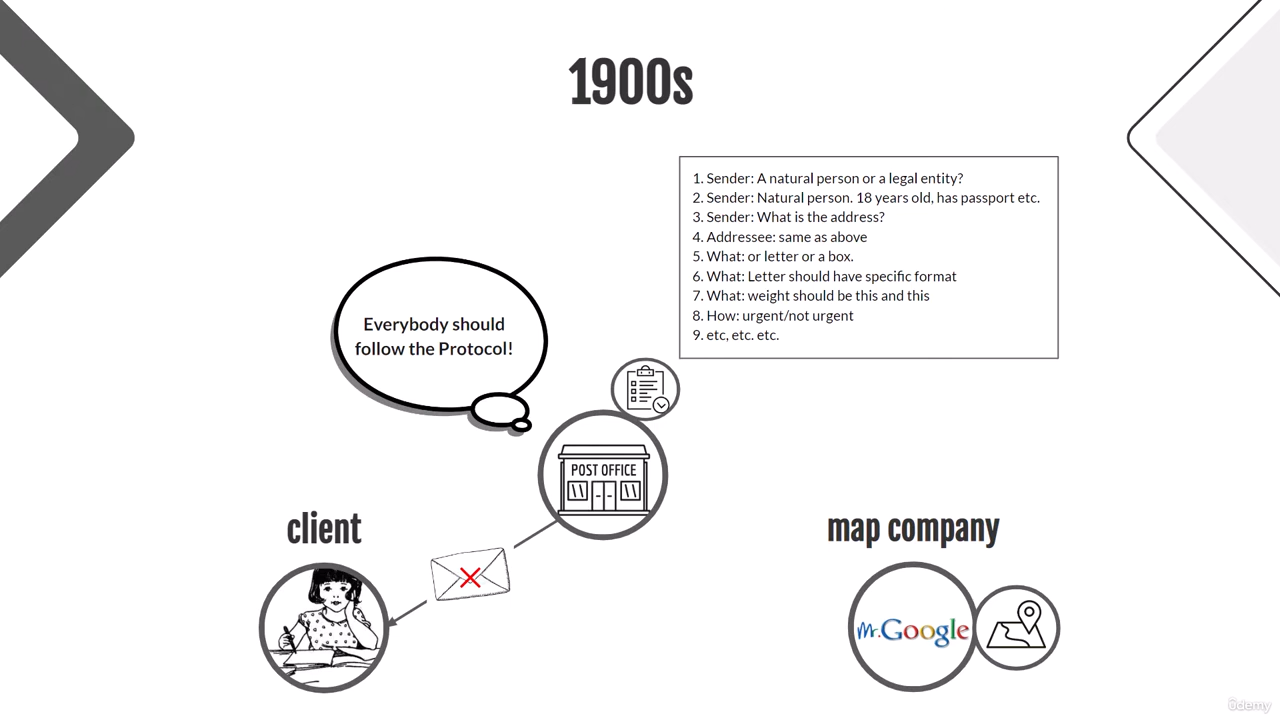 1900s
1. Sender: A natural person or a legal entity?
2. Sender: Natural person. 18 years old, has passport etc.
3. Sender: What is the address?
4. Addressee: same as above
5. What: or letter or a box.
6. What: Letter should have specific format
7. What: weight should be this and this
8. How: urgent/not urgent
9. etc, etc. etc.
Everybody should
follow the Protocol!
POST OFFICE
client
map company
Mr.Google
ûdemy